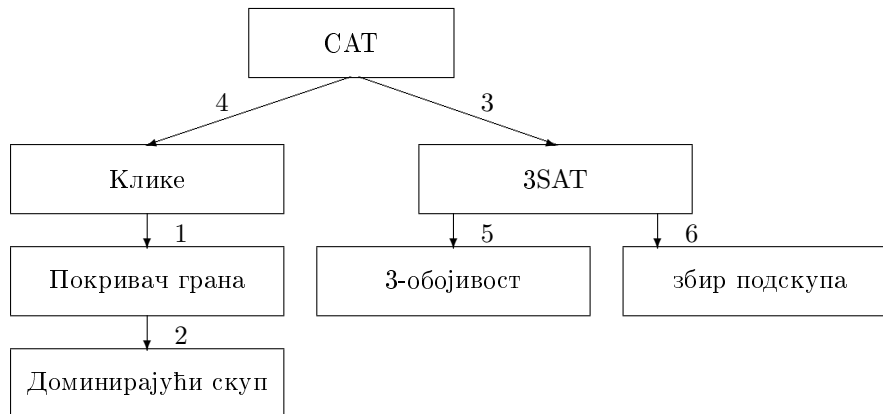 САТ
4
3
Клике
3SAT
1
5
6
Покривач грана
3-обојивост
збир подскупа
2
Доминирајући скуп